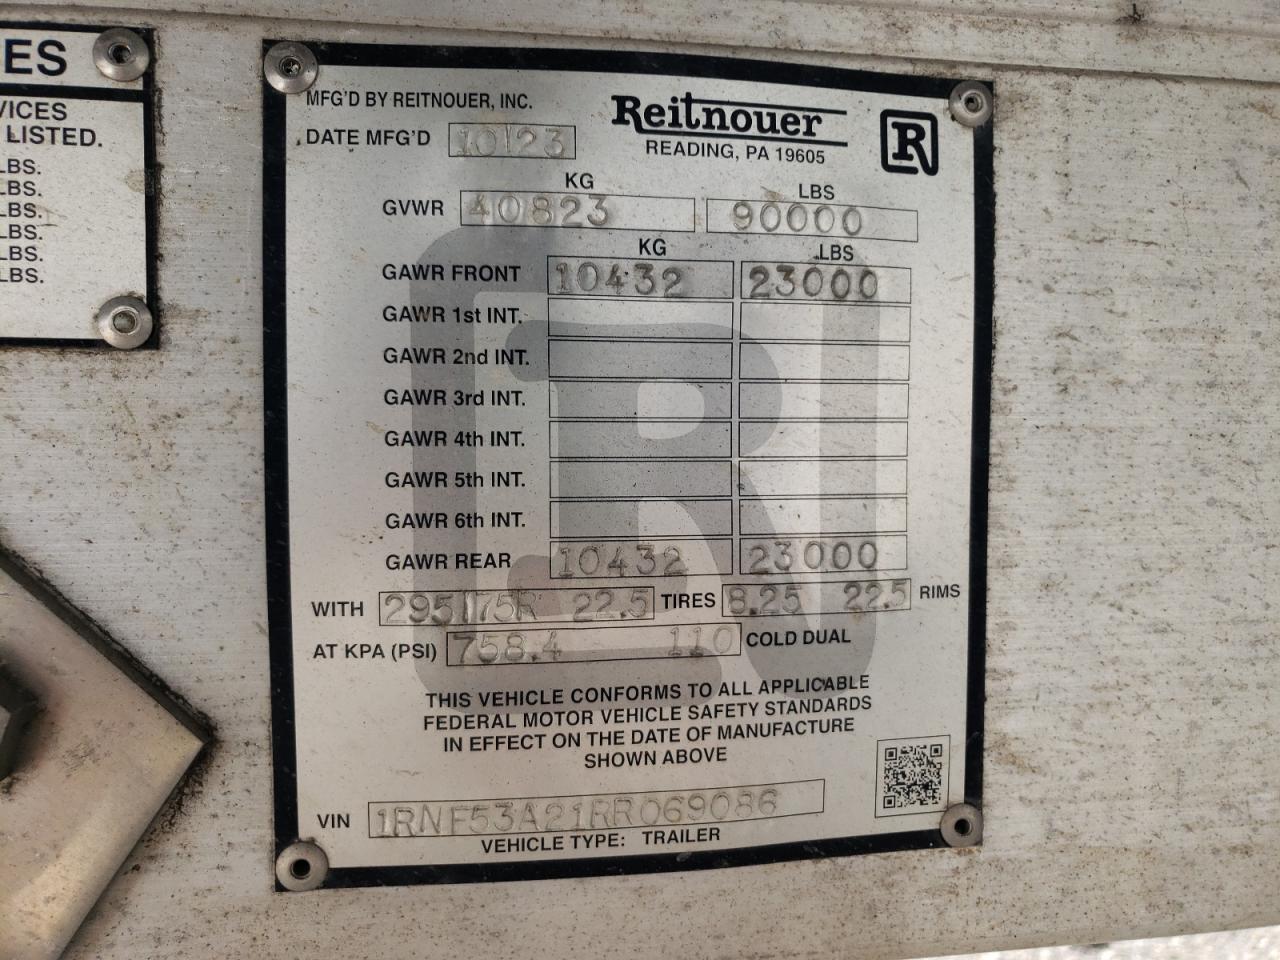 ES
VICES
LISTED.
LBS.
LBS.
LBS.
LBS.
LBS.
LBS.
MFG'D BY REITNOUER, INC.
DATE MFG'D 10/23
Reitnouer
READING, PA 19605
R
KG LBS
GVWR 40823 90000
KG LBS
GAWR FRONT 10432 23000
GAWR 1st INT.
GAWR 2nd INT.
GAWR 3rd INT.
GAWR 4th INT.
GAWR 5th INT.
GAWR 6th INT.
GAWR REAR 10432 23000
WITH 295/75R 22.5 TIRES 8.25 22.5 RIMS
AT KPA (PSI) 758.4 110 COLD DUAL
THIS VEHICLE CONFORMS TO ALL APPLICABLE
FEDERAL MOTOR VEHICLE SAFETY STANDARDS
IN EFFECT ON THE DATE OF MANUFACTURE
SHOWN ABOVE
VIN 1RNF53A21RR069086
VEHICLE TYPE: TRAILER